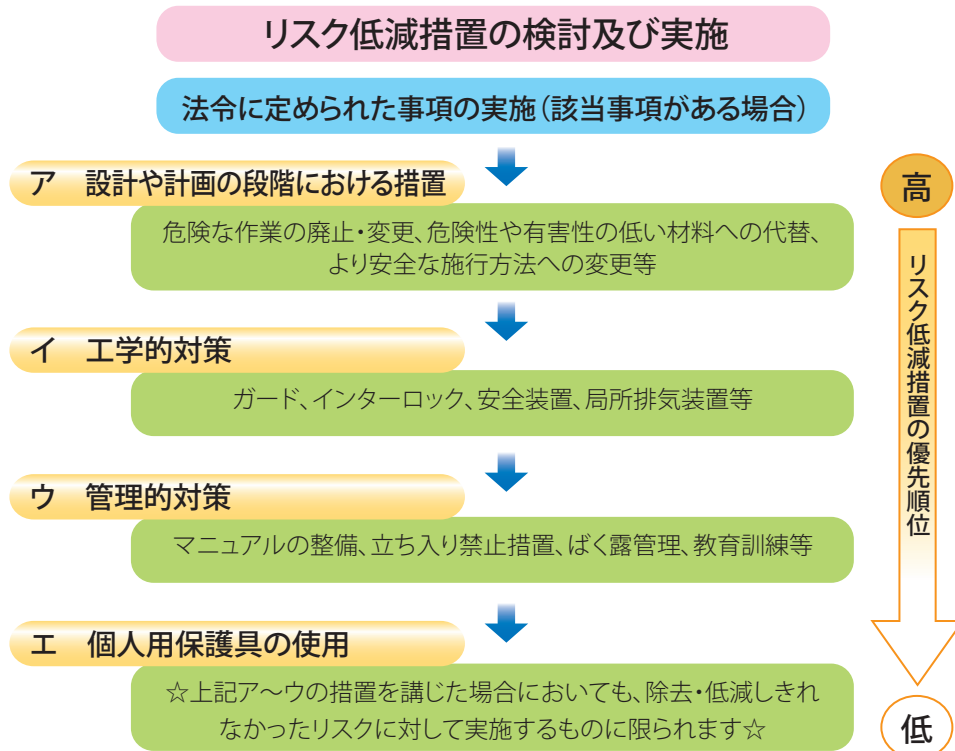 リスク低減措置の検討及び実施
法令に定められた事項の実施(該当事項がある場合)
ア 設計や計画の段階における措置
危険な作業の廃止・変更、危険性や有害性の低い材料への代替、
より安全な施行方法への変更等
イ 工学的対策
ガード、インターロック、安全装置、局所排気装置等
ウ 管理的対策
マニュアルの整備、立ち入り禁止措置、ばく露管理、教育訓練等
エ 個人用保護具の使用
☆上記ア〜ウの措置を講じた場合においても、除去・低減しきれ
なかったリスクに対して実施するものに限られます☆
高
リスク低減措置の優先順位
低